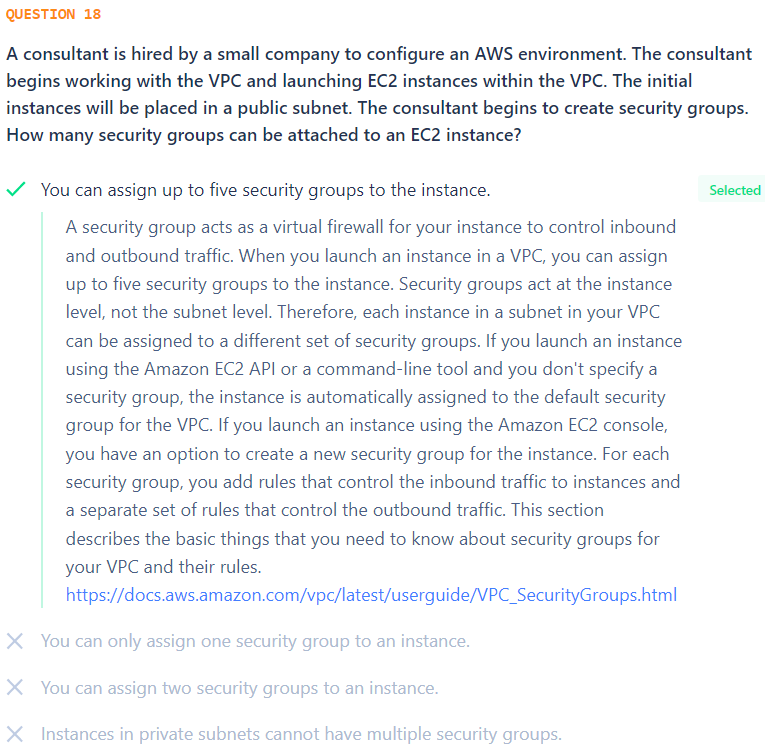 QUESTION 18
A consultant is hired by a small company to configure an AWS environment. The consultant
begins working with the VPC and launching EC2 instances within the VPC. The initial
instances will be placed in a public subnet. The consultant begins to create security groups.
How many security groups can be attached to an EC2 instance?
You can assign up to five security groups to the instance.
Selected
A security group acts as a virtual firewall for your instance to control inbound
and outbound traffic. When you launch an instance in a VPC, you can assign
up to five security groups to the instance. Security groups act at the instance
level, not the subnet level. Therefore, each instance in a subnet in your VPC
can be assigned to a different set of security groups. If you launch an instance
using the Amazon EC2 API or a command-line tool and you don't specify a
security group, the instance is automatically assigned to the default security
group for the VPC. If you launch an instance using the Amazon EC2 console,
you have an option to create a new security group for the instance. For each
security group, you add rules that control the inbound traffic to instances and
a separate set of rules that control the outbound traffic. This section
describes the basic things that you need to know about security groups for
your VPC and their rules.
https://docs.aws.amazon.com/vpc/latest/userguide/VPC_SecurityGroups.html
You can only assign one security group to an instance.
You can assign two security groups to an instance.
Instances in private subnets cannot have multiple security groups.